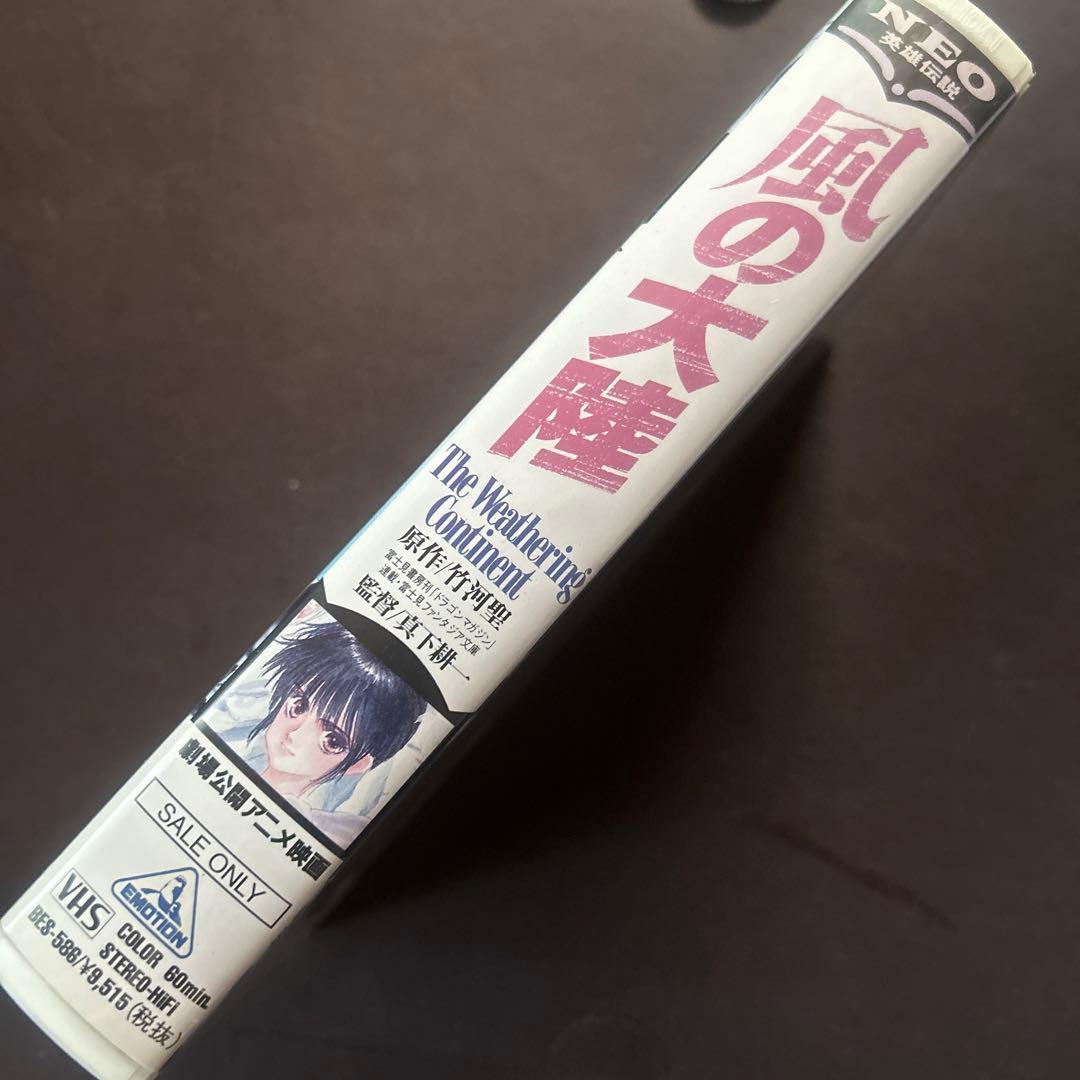 NEO
英雄伝説
風の大陸
The Weathering
Continent
原作/竹河聖
富士見書房刊「ドラゴンマガジン」
連載・富士見ファンタジア文庫
監督/真下耕一
劇場公開アニメ映画
SALE ONLY
EMOTION
VHS COLOR 60min.
STEREO-HiFi
BES-586/¥9,515(税抜)